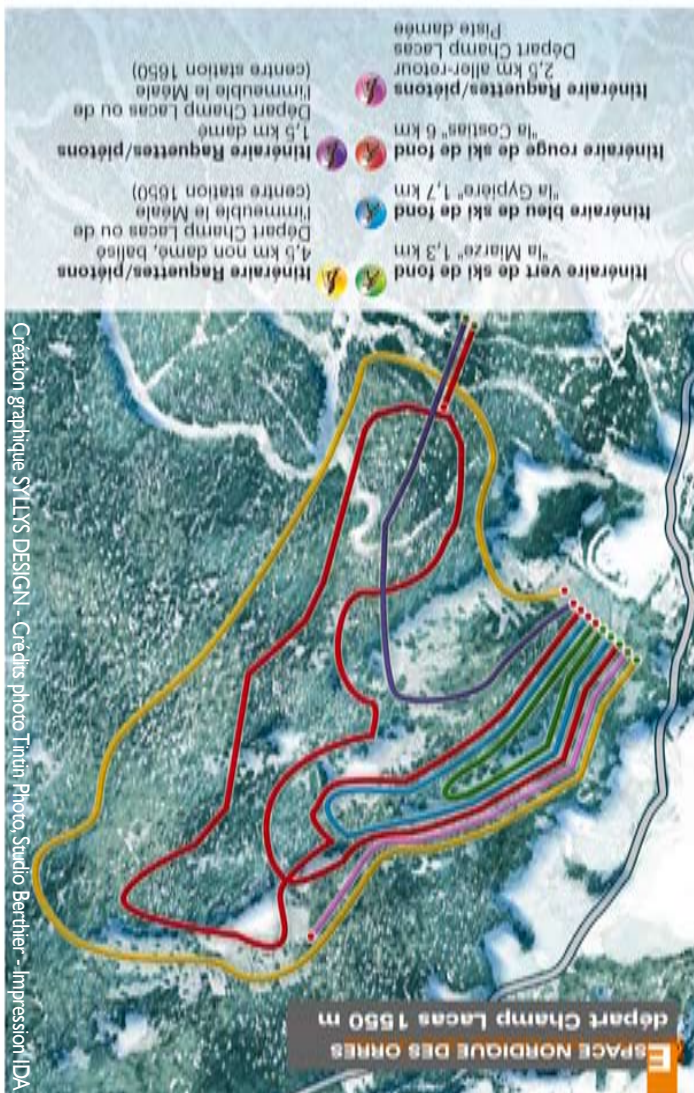 ESPACE NORDIQUE DES ORRES
départ Champ Lacas 1550 m
Itinéraire vert de ski de fond
"la Miarze" 1,3 km
Itinéraire bleu de ski de fond
"la Gypière" 1,7 km
Itinéraire rouge de ski de fond
"la Costias" 6 km
Itinéraire Raquettes/piétons
2,5 km aller-retour
Départ Champ Lacas
Piste damée
Itinéraire Raquettes/piétons
4,5 km non damé, balisé
Départ Champ Lacas ou de
l'immeuble le Méale
(centre station 1650)
Itinéraire Raquettes/piétons
1,5 km damé
Départ Champ Lacas ou de
l'immeuble le Méale
(centre station 1650)
Création graphique SYLLYS DESIGN - Crédits photo Tintin Photo, Studio Berthier - Impression IDA